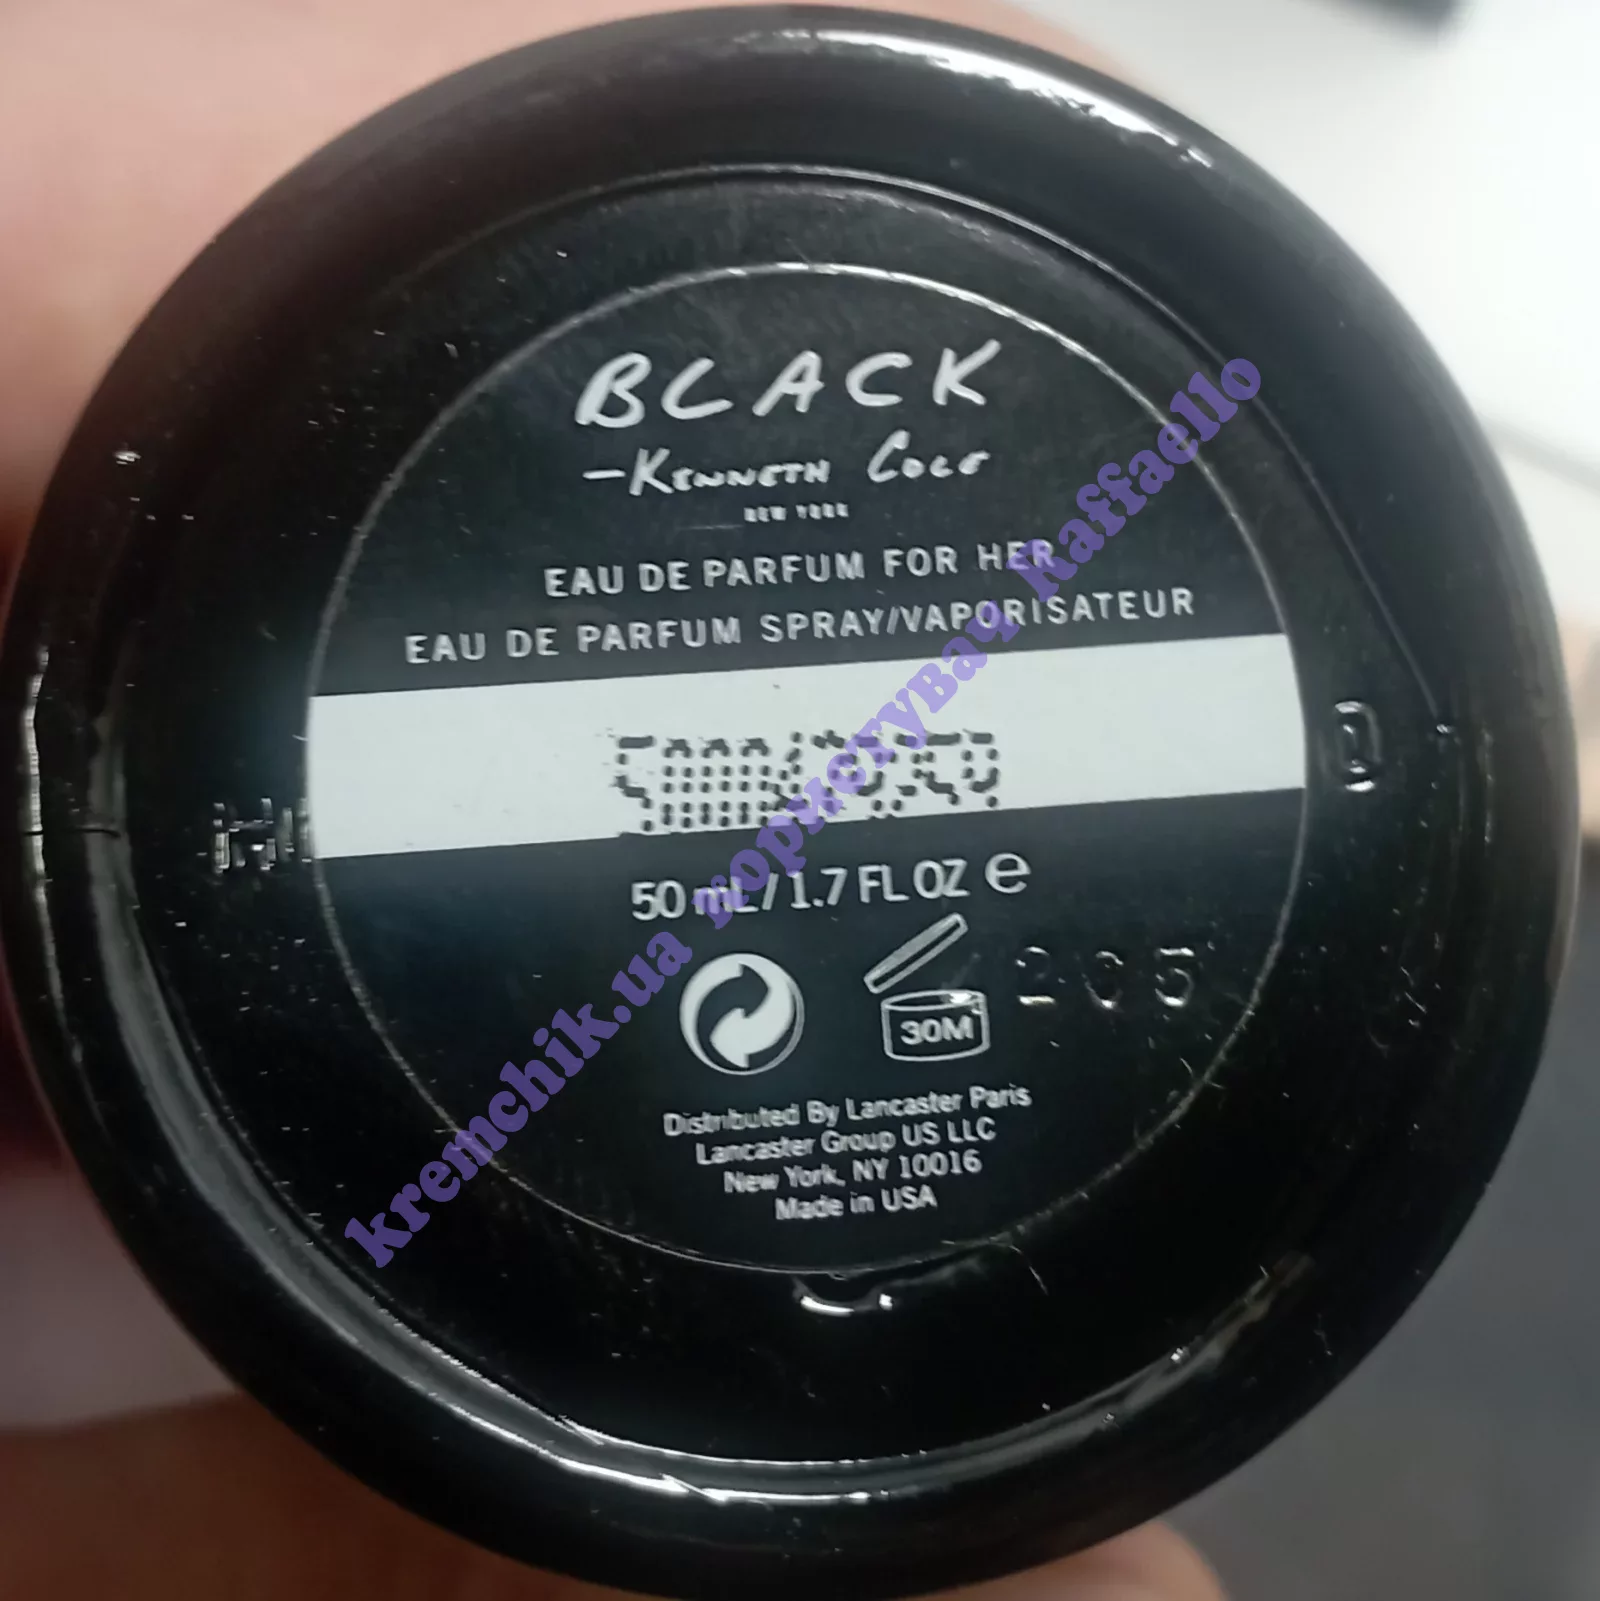 BLACK
–KENNETH COLE
NEW YORK
EAU DE PARFUM FOR HER
EAU DE PARFUM SPRAY/VAPORISATEUR
50 mL/1.7 FL OZ e
30M
205
Distributed By Lancaster Paris
Lancaster Group US LLC
New York, NY 10016
Made in USA
kremchik.ua користувач Raffaello